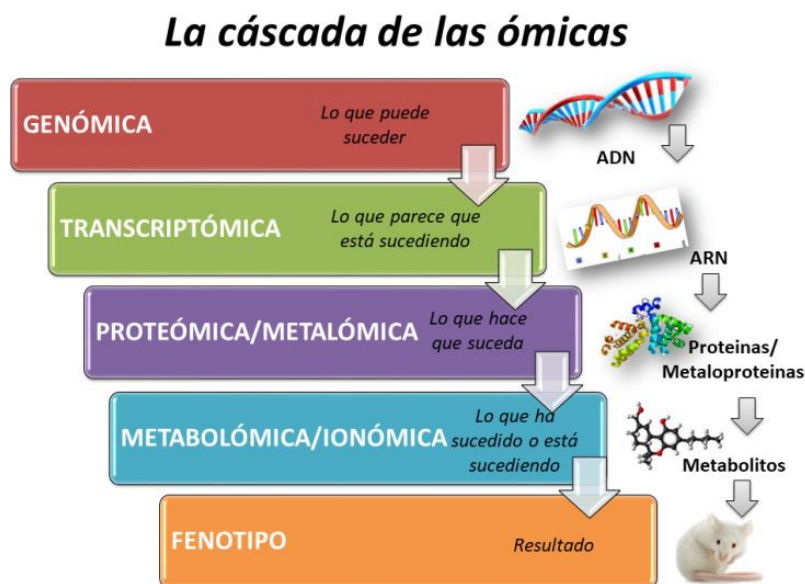 La cáscada de las ómicas
GENÓMICA
Lo que puede
suceder
ADN
TRANSCRIPTÓMICA
Lo que parece que
está sucediendo
ARN
PROTEÓMICA/METALÓMICA
Lo que hace
que suceda
Proteinas/
Metaloproteinas
METABOLÓMICA/IONÓMICA
Lo que ha
sucedido o está
sucediendo
Metabolitos
FENOTIPO
Resultado